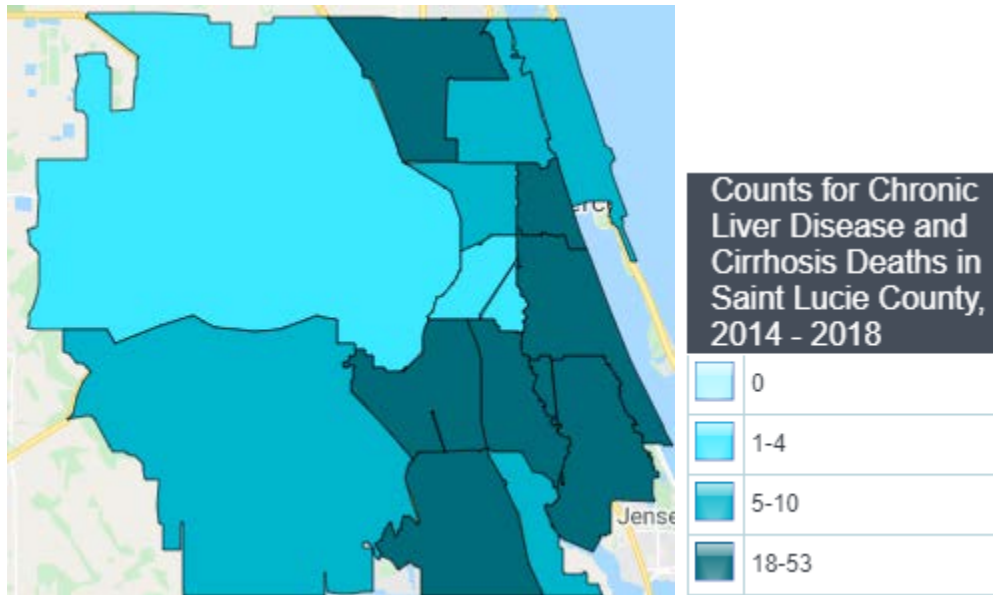 Counts for Chronic
Liver Disease and
Cirrhosis Deaths in
Saint Lucie County,
2014 - 2018
0
1-4
5-10
18-53
Jense